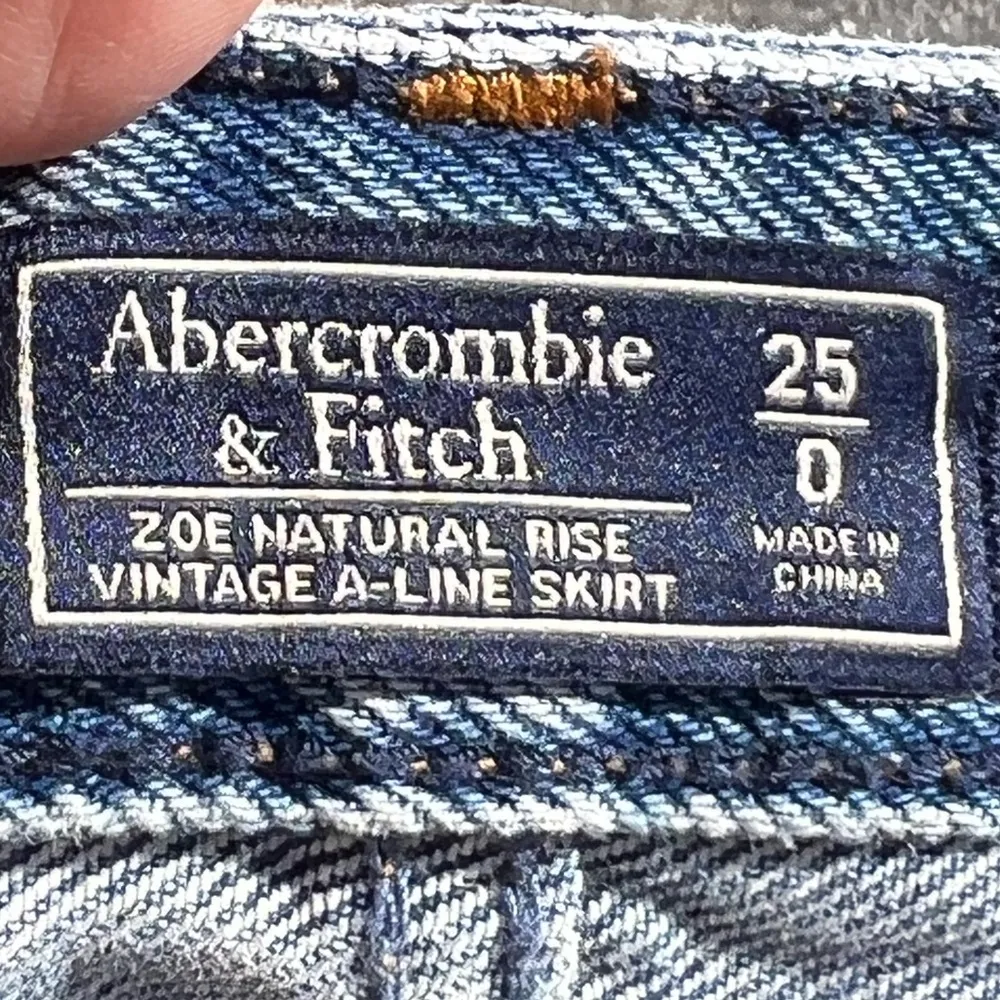 Abercrombie
& Fitch
ZOE NATURAL RISE
VINTAGE A-LINE SKIRT
25
0
MADE IN
CHINA